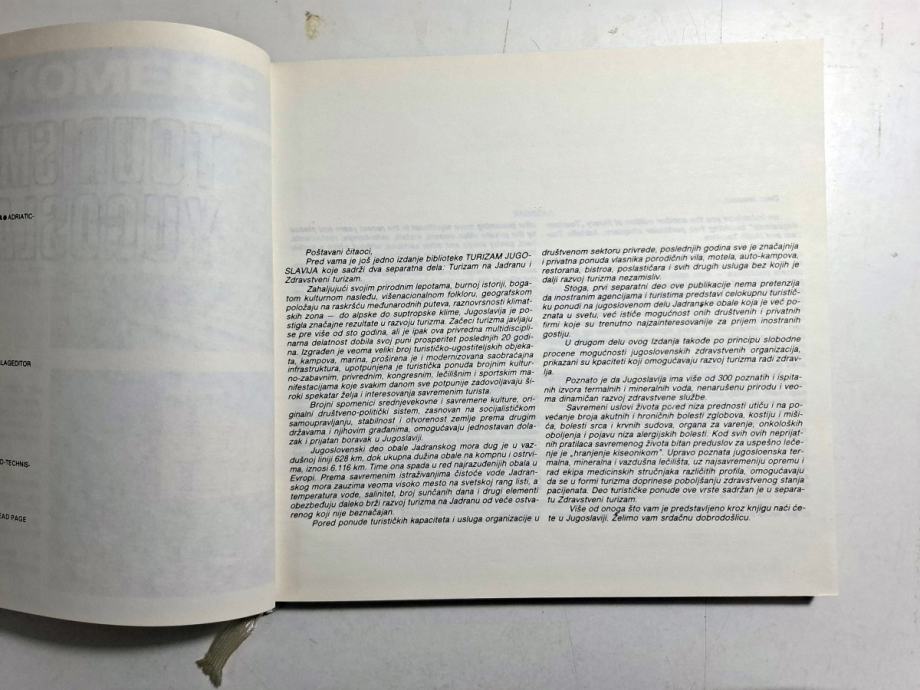 KOMERC
TOURISM
YUGOSL
ADRIATIC-
LAGEDITOR
O-TECHNIS-
EAD PAGE
Poštavani čitaoci,
Pred vama je još jedno izdanje biblioteke TURIZAM JUGO-
SLAVIJA koje sadrži dva separatna dela: Turizam na Jadranu i
Zdravstveni turizam.
Zahaljujući svojim prirodnim lepotama, burnoj istoriji, boga-
tom kulturnom nasleđu, višenacionalnom folkloru, geografskom
položaju na raskršću međunarodnih puteva, raznovrsnosti klimat-
skih zona — do alpske do suptropske klime, Jugoslavija je po-
stigla značajne rezultate u razvoju turizma. Začeci turizma javljaju
se pre više od sto godina, ali je ipak ova privredna multidiscipli-
narna delatnost dobila svoj puni prosperitet poslednjih 20 godi-
na. Izgrađen je veoma veliki broj turističko-ugostiteljskih objeka-
ta, kampova, marina, proširena je i modernizovana saobraćajna
infrastruktura, upotpunjena je turistička ponuda brojnim kultur-
no-zabavnim, privrednim, kongresnim, lečilišnim i sportskim ma-
nifestacijama koje svakim danom sve potpunije zadovoljavaju ši-
roki spekatar želja i interesovanja savremenim turista.
Brojni spomenici srednjevekovne i savremene kulture, ori-
ginalni društveno-politički sistem, zasnovan na socijalističkom
samoupravljanju, stabilnost i otvorenost zemlje prema drugim
državama i njihovim građanima, omogućavaju jednostavan dola-
zak i prijatan boravak u Jugoslaviji.
Jugoslovenski deo obale Jadranskog mora dug je u vaz-
dušnoj liniji 628 km, dok ukupna dužina obale na kompnu i ostrvi-
ma, iznosi 6.116 km. Time ona spada u red najrazuđenijih obala u
Evropi. Prema savremenim istraživanjima čistoće vode Jadran-
skog mora zauzima veoma visoko mesto na svetskoj rang listi, a
temperatura vode, salinitet, broj sunčanih dana i drugi elementi
obezbeđuju daleko brži razvoj turizma na Jadranu od veće ostva-
renog koji nije beznačajan.
Pored ponude turističkih kapaciteta i usluga organizacije u
društvenom sektoru privrede, poslednjih godina sve je značajnija
i privatna ponuda vlasnika porodičnih vila, motela, auto-kampova,
restorana, bistroa, poslastičara i svih drugih usluga bez kojih je
dalji razvoj turizma nezamisliv.
Stoga, prvi separatni deo ove publikacije nema pretenzija
da inostranim agencijama i turistima predstavi celokupnu turistič-
ku ponudi na jugoslovenom delu Jadranske obale koja je već po-
znata u svetu, već ističe mogućnost onih društvenih i privatnih
firmi koje su trenutno najzainteresovanije za prijem inostranih
gostiju.
U drugom delu ovog Izdanja takođe po principu slobodne
procene mogućnosti jugoslovenskih zdravstvenih organizacija,
prikazani su kpaciteti koji omogućavaju razvoj turizma radi zdrav-
lja.
Poznato je da Jugoslavija ima više od 300 poznatih i ispita-
nih izvora termalnih i mineralnih voda, nenarušenu prirodu i veo-
ma dinamičan razvoj zdravstvene službe.
Savremeni uslovi života pored niza prednosti utiču i na po-
većanje broja akutnih i hroničnih bolesti zglobova, kostiju i miši-
ća, bolesti srca i krvnih sudova, organa za varenje, onkoloških
oboljenja i pojavu niza alergijskih bolesti. Kod svih ovih neprijat-
nih pratilaca savremenog života bitan preduslov za uspešno leče-
nje je „hranjenje kiseonikom". Upravo poznata jugosloenska ter-
malna, mineralna i vazdušna lečilišta, uz najsavremeniju opremu i
rad ekipa medicinskih stručnjaka različitih profila, omogućavaju
da se u formi turizma doprinese poboljšanju zdravstvenog stanja
pacijenata. Deo turističke ponude ove vrste sadržan je u separa-
tu Zdravstveni turizam.
Više od onoga što vam je predstavljeno kroz knjigu naći će-
te u Jugoslaviji. Želimo vam srdačnu dobrodošlicu.